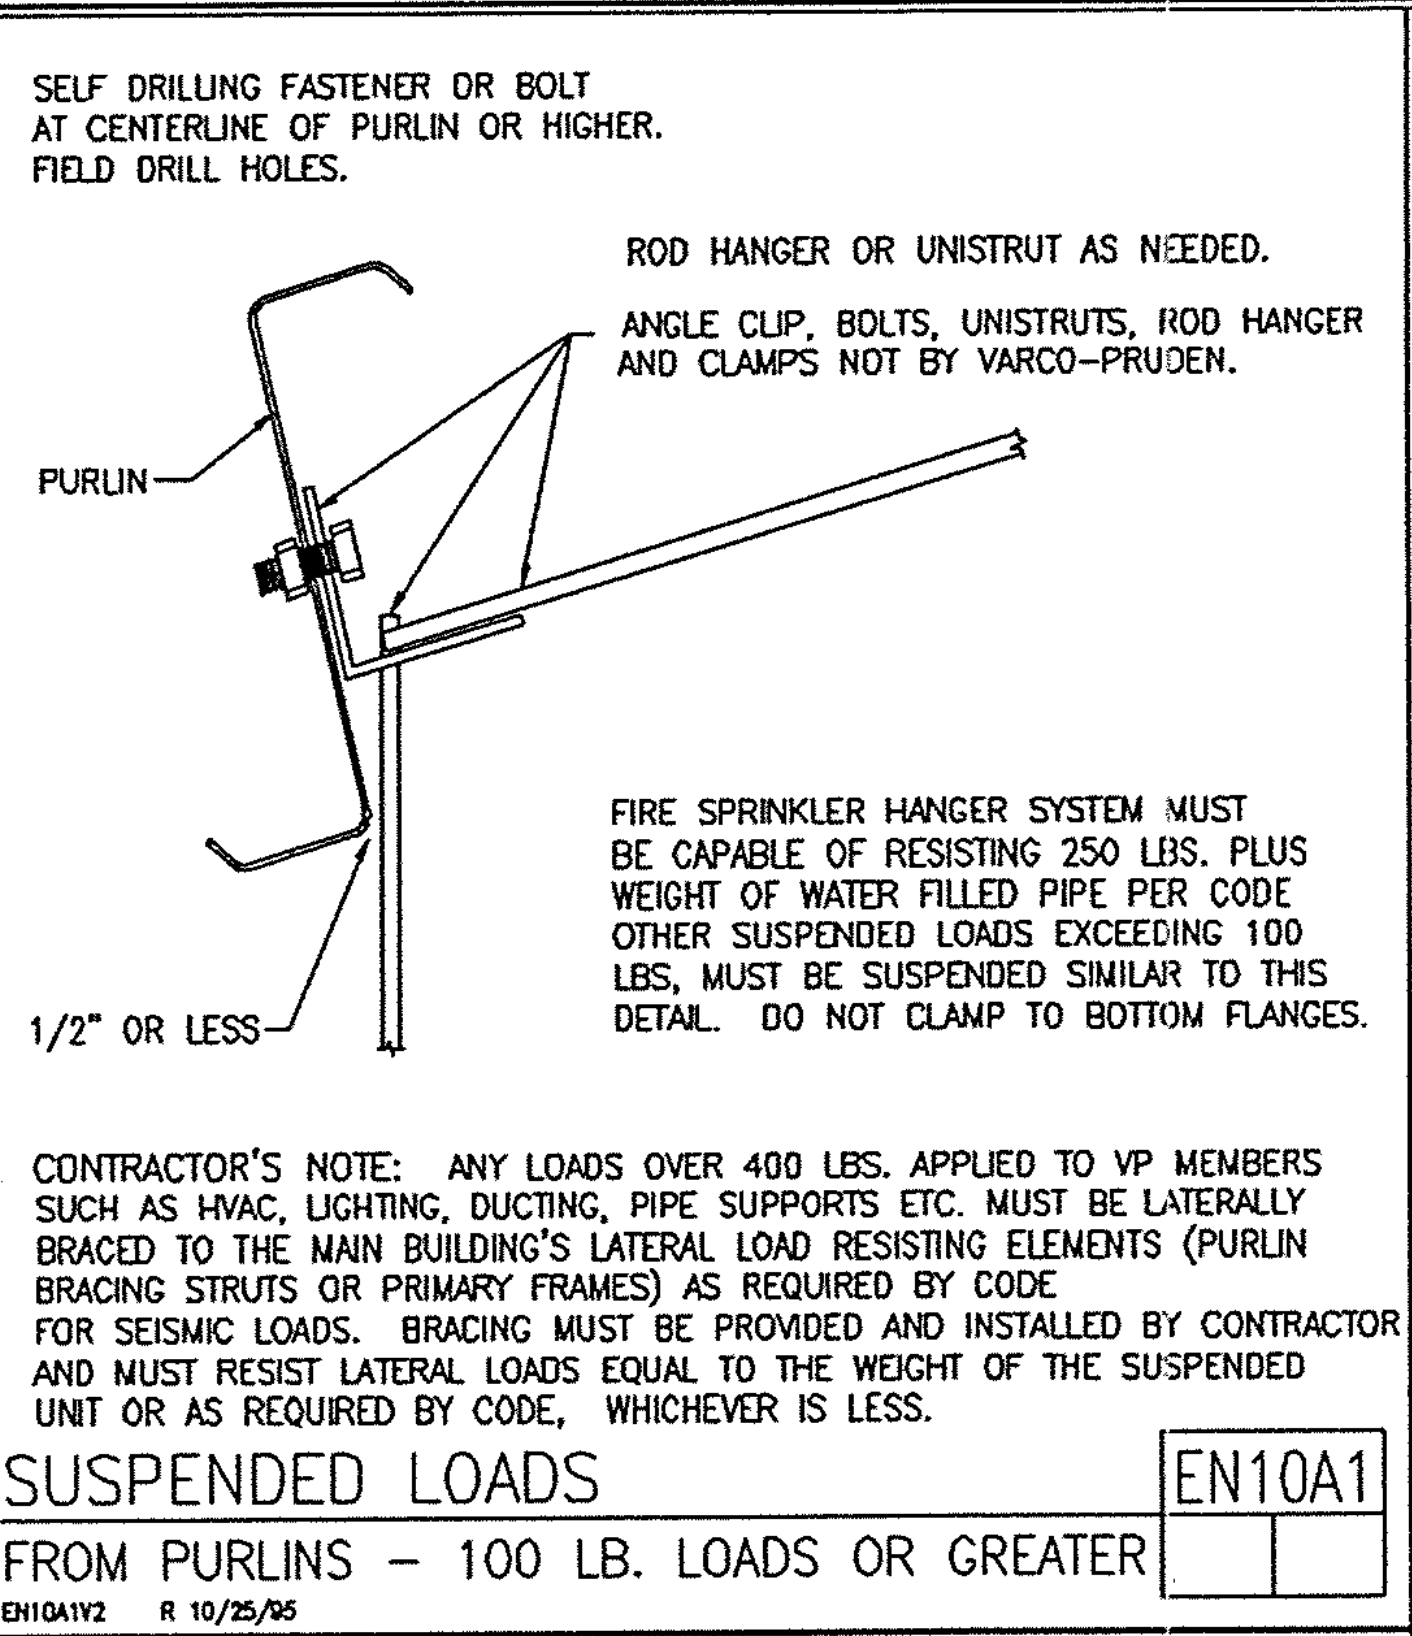 SELF DRILLING FASTENER OR BOLT
AT CENTERLINE OF PURLIN OR HIGHER.
FIELD DRILL HOLES.
ROD HANGER OR UNISTRUT AS NEEDED.
ANGLE CLIP, BOLTS, UNISTRUTS, ROD HANGER
AND CLAMPS NOT BY VARCO-PRUDEN.
PURLIN
FIRE SPRINKLER HANGER SYSTEM MUST
BE CAPABLE OF RESISTING 250 LBS. PLUS
WEIGHT OF WATER FILLED PIPE PER CODE
OTHER SUSPENDED LOADS EXCEEDING 100
LBS, MUST BE SUSPENDED SIMILAR TO THIS
DETAIL. DO NOT CLAMP TO BOTTOM FLANGES.
1/2" OR LESS
CONTRACTOR'S NOTE: ANY LOADS OVER 400 LBS. APPLIED TO VP MEMBERS
SUCH AS HVAC, LIGHTING, DUCTING, PIPE SUPPORTS ETC. MUST BE LATERALLY
BRACED TO THE MAIN BUILDING'S LATERAL LOAD RESISTING ELEMENTS (PURLIN
BRACING STRUTS OR PRIMARY FRAMES) AS REQUIRED BY CODE
FOR SEISMIC LOADS. BRACING MUST BE PROVIDED AND INSTALLED BY CONTRACTOR
AND MUST RESIST LATERAL LOADS EQUAL TO THE WEIGHT OF THE SUSPENDED
UNIT OR AS REQUIRED BY CODE, WHICHEVER IS LESS.
SUSPENDED LOADS
EN10A1
FROM PURLINS - 100 LB. LOADS OR GREATER
EN10A1V2 R 10/25/95